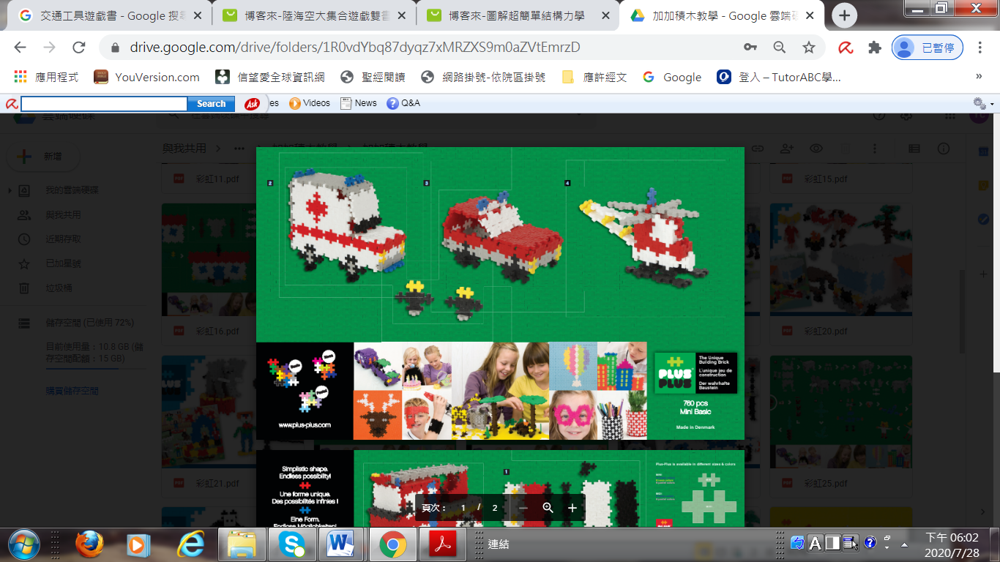 交通工具遊戲書 - Google 搜尋
博客來-陸海空大集合遊戲雙書
博客來-圖解超簡單結構力學
加加積木教學 - Google 雲端硬
drive.google.com/drive/folders/1R0vdYbq87dyqz7xMRZXS9m0aZVtEmrzD
已暫停
應用程式
YouVersion.com
信望愛全球資訊網
聖經閱讀
網路掛號-依院區掛號
應許經文
Google
登入 – TutorABC學...
»
Search
Ask
es
Videos
News
Q&A
雲端硬碟
新增
與我共用
加加積木教學
加加積木教學
我的雲端硬碟
與我共用
近期存取
已加星號
垃圾桶
儲存空間 (已使用 72%)
目前使用量：10.8 GB (儲
存空間配額：15 GB)
購買儲存空間
彩虹11.pdf
彩虹15.pdf
彩虹16.pdf
彩虹20.pdf
彩虹21.pdf
彩虹25.pdf
2
3
4
www.plus-plus.com
PLUS
PLUS
The Unique
Building Brick
L'unique jeu de
construction
Der wahrhafte
Baustein
760 pcs
Mini Basic
Made in Denmark
Simplistic shape.
Endless possibility!
Une forme unique.
Des possibilités infinies !
Eine Form.
Endlose Möglichkeiten!
1
Plus-Plus is available in different sizes & colors
頁次： 1 / 2
連結
下午 06:02
2020/7/28